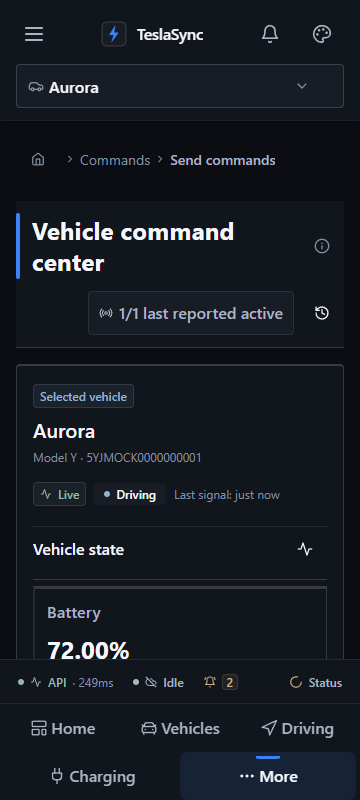 TeslaSync
Aurora
Commands Send commands
Vehicle command
center
1/1 last reported active
Selected vehicle
Aurora
Model Y · 5YJMOCK0000000001
Live Driving Last signal: just now
Vehicle state
Battery
72.00%
API · 249ms Idle 2 Status
Home Vehicles Driving
Charging More